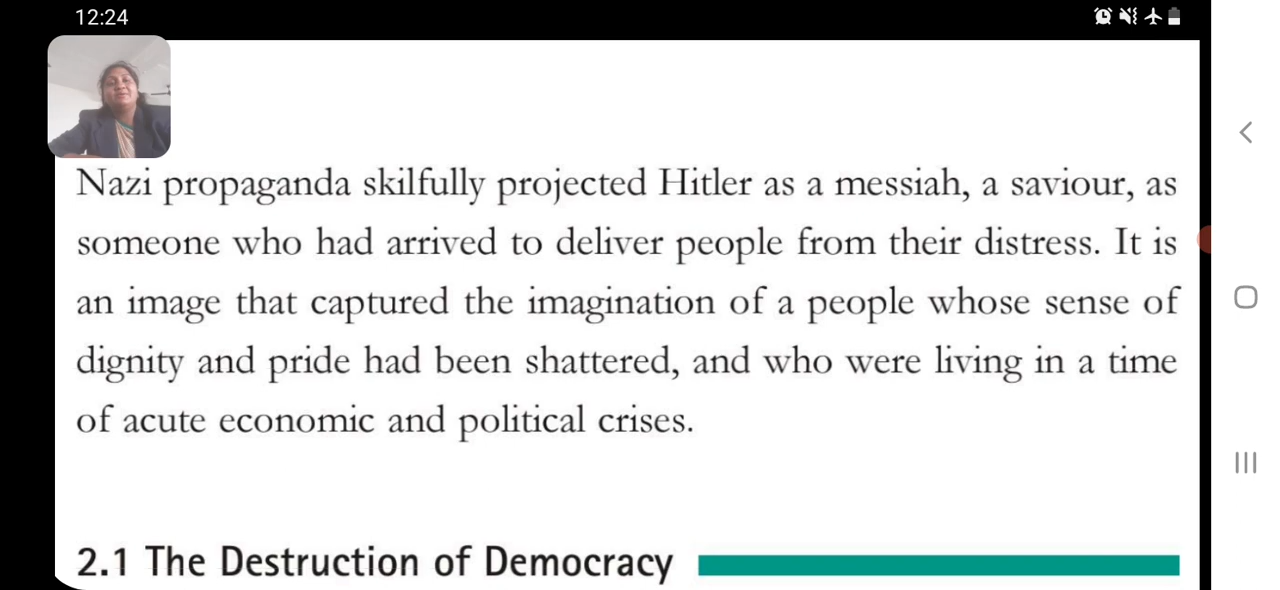 12:24
Nazi propaganda skilfully projected Hitler as a messiah, a saviour, as
someone who had arrived to deliver people from their distress. It is
an image that captured the imagination of a people whose sense of
dignity and pride had been shattered, and who were living in a time
of acute economic and political crises.
2.1 The Destruction of Democracy